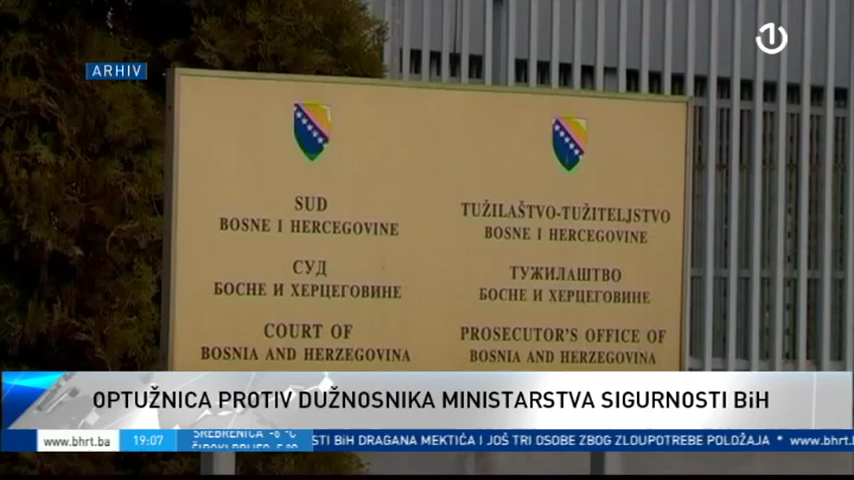 ARHIV
SUD
BOSNE I HERCEGOVINE
СУД
БОСНЕ И ХЕРЦЕГОВИНЕ
COURT OF
BOSNIA AND HERZEGOVINA
TUŽILAŠTVO-TUŽITELJSTVO
BOSNE I HERCEGOVINE
ТУЖИЛАШТВО
БОСНЕ И ХЕРЦЕГОВИНЕ
PROSECUTOR'S OFFICE OF
BOSNIA AND HERZEGOVINA
OPTUŽNICA PROTIV DUŽNOSNIKA MINISTARSTVA SIGURNOSTI BiH
www.bhrt.ba 19:07 SREBRENICA -6 °C STI BiH DRAGANA MEKTIĆA I JOŠ TRI OSOBE ZBOG ZLOUPOTREBE POLOŽAJA * www.bhrt.